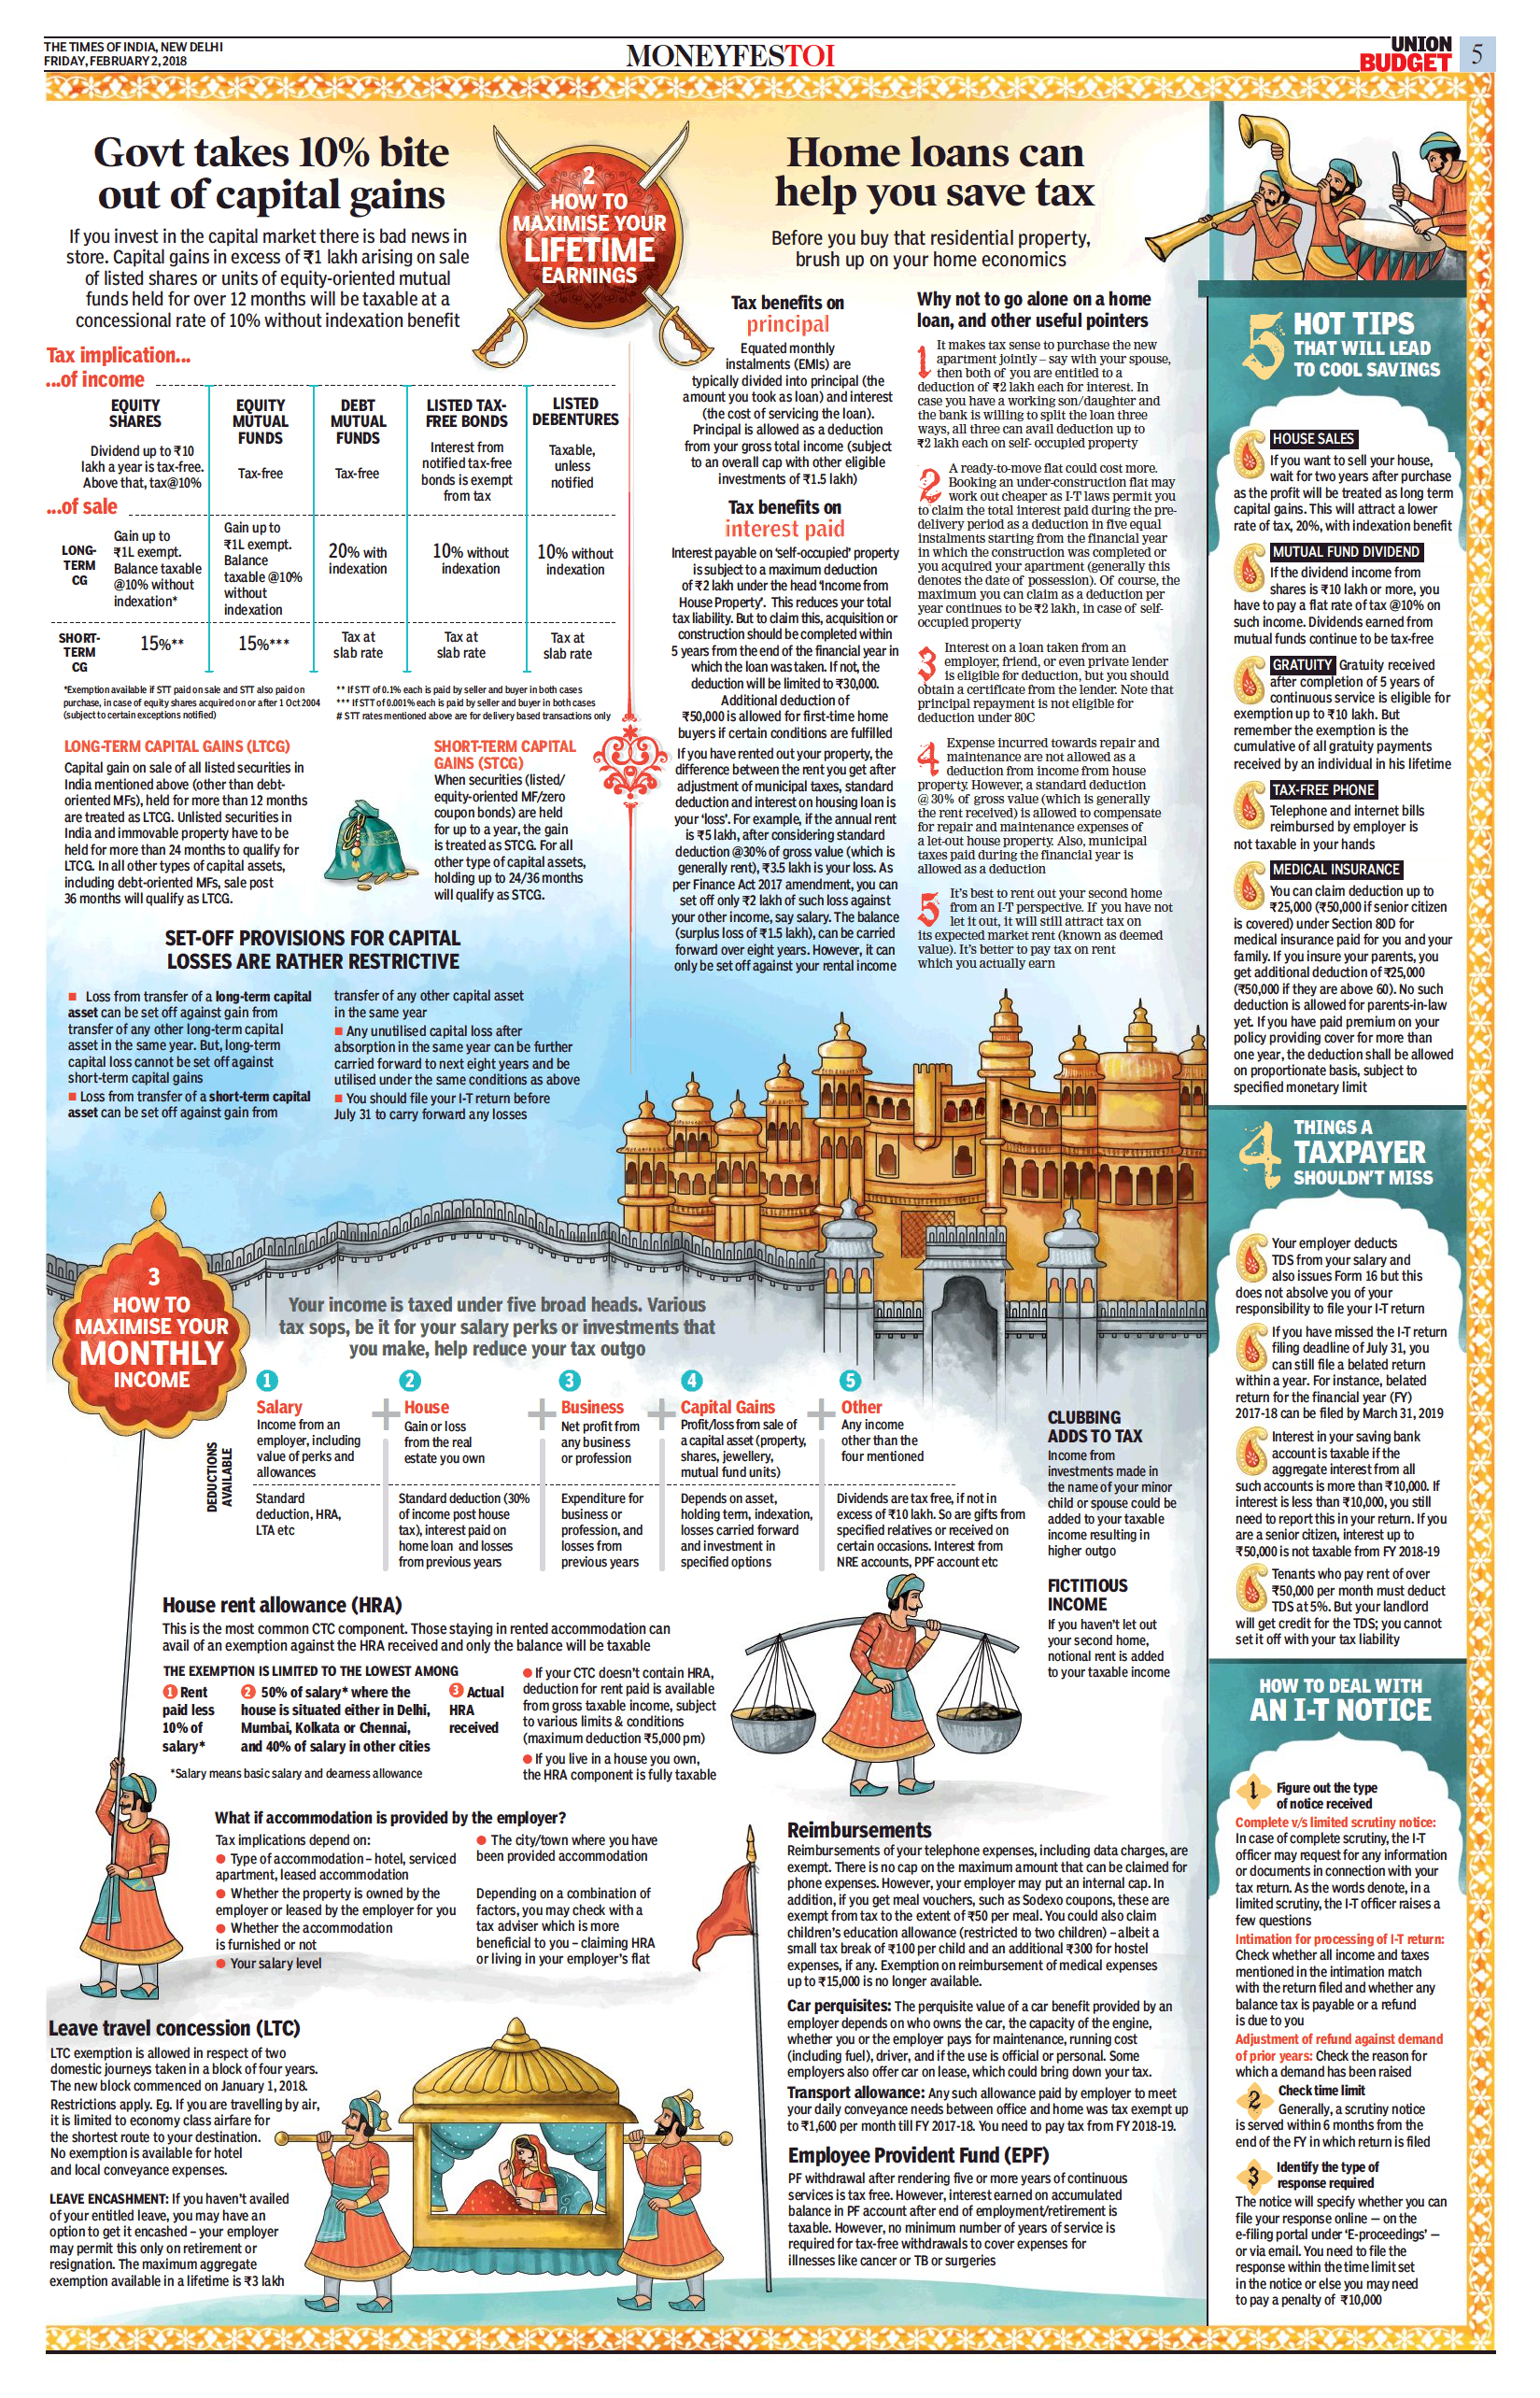 THE TIMES OF INDIA, NEW DELHI
FRIDAY, FEBRUARY 2, 2018
MONEYFESTOI
UNION
BUDGET
5
Govt takes 10% bite
out of capital gains
If you invest in the capital market there is bad news in
store. Capital gains in excess of ₹1 lakh arising on sale
of listed shares or units of equity-oriented mutual
funds held for over 12 months will be taxable at a
concessional rate of 10% without indexation benefit
2
HOW TO
MAXIMISE YOUR
LIFETIME
EARNINGS
Tax implication...
...of income
EQUITY
SHARES
Dividend up to ₹10
lakh a year is tax-free.
Above that, tax@10%
EQUITY
MUTUAL
FUNDS
Tax-free
DEBT
MUTUAL
FUNDS
Tax-free
LISTED TAX-
FREE BONDS
Interest from
notified tax-free
bonds is exempt
from tax
LISTED
DEBENTURES
Taxable,
unless
notified
...of sale
LONG-
TERM
CG
Gain up to
₹1L exempt.
Balance taxable
@10% without
indexation*
Gain up to
₹1L exempt.
Balance
taxable @10%
without
indexation
20% with
indexation
10% without
indexation
10% without
indexation
SHORT-
TERM
CG
15%**
15%***
Tax at
slab rate
Tax at
slab rate
Tax at
slab rate
*Exemption available if STT paid on sale and STT also paid on
purchase, in case of equity shares acquired on or after 1 Oct 2004
(subject to certain exceptions notified)
** If STT of 0.1% each is paid by seller and buyer in both cases
*** If STT of 0.001% each is paid by seller and buyer in both cases
# STT rates mentioned above are for delivery based transactions only
LONG-TERM CAPITAL GAINS (LTCG)
Capital gain on sale of all listed securities in
India mentioned above (other than debt-
oriented MFs), held for more than 12 months
are treated as LTCG. Unlisted securities in
India and immovable property have to be
held for more than 24 months to qualify for
LTCG. In all other types of capital assets,
including debt-oriented MFs, sale post
36 months will qualify as LTCG.
SHORT-TERM CAPITAL
GAINS (STCG)
When securities (listed/
equity-oriented MF/zero
coupon bonds) are held
for up to a year, the gain
is treated as STCG. For all
other type of capital assets,
holding up to 24/36 months
will qualify as STCG.
SET-OFF PROVISIONS FOR CAPITAL
LOSSES ARE RATHER RESTRICTIVE
■ Loss from transfer of a long-term capital
asset can be set off against gain from
transfer of any other long-term capital
asset in the same year. But, long-term
capital loss cannot be set off against
short-term capital gains
■ Loss from transfer of a short-term capital
asset can be set off against gain from
transfer of any other capital asset
in the same year
■ Any unutilised capital loss after
absorption in the same year can be further
carried forward to next eight years and be
utilised under the same conditions as above
■ You should file your I-T return before
July 31 to carry forward any losses
Home loans can
help you save tax
Before you buy that residential property,
brush up on your home economics
Tax benefits on
principal
Equated monthly
instalments (EMIs) are
typically divided into principal (the
amount you took as loan) and interest
(the cost of servicing the loan).
Principal is allowed as a deduction
from your gross total income (subject
to an overall cap with other eligible
investments of ₹1.5 lakh)
Tax benefits on
interest paid
Interest payable on ‘self-occupied’ property
is subject to a maximum deduction
of ₹2 lakh under the head ‘Income from
House Property’. This reduces your total
tax liability. But to claim this, acquisition or
construction should be completed within
5 years from the end of the financial year in
which the loan was taken. If not, the
deduction will be limited to ₹30,000.
Additional deduction of
₹50,000 is allowed for first-time home
buyers if certain conditions are fulfilled
If you have rented out your property, the
difference between the rent you get after
adjustment of municipal taxes, standard
deduction and interest on housing loan is
your ‘loss’. For example, if the annual rent
is ₹5 lakh, after considering standard
deduction @30% of gross value (which is
generally rent), ₹3.5 lakh is your loss. As
per Finance Act 2017 amendment, you can
set off only ₹2 lakh of such loss against
your other income, say salary. The balance
(surplus loss of ₹1.5 lakh), can be carried
forward over eight years. However, it can
only be set off against your rental income
Why not to go alone on a home
loan, and other useful pointers
1 It makes tax sense to purchase the new
apartment jointly – say with your spouse,
then both of you are entitled to a
deduction of ₹2 lakh each for interest. In
case you have a working son/daughter and
the bank is willing to split the loan three
ways, all three can avail deduction up to
₹2 lakh each on self- occupied property
2 A ready-to-move flat could cost more.
Booking an under-construction flat may
work out cheaper as I-T laws permit you
to claim the total interest paid during the pre-
delivery period as a deduction in five equal
instalments starting from the financial year
in which the construction was completed or
you acquired your apartment (generally this
denotes the date of possession). Of course, the
maximum you can claim as a deduction per
year continues to be ₹2 lakh, in case of self-
occupied property
3 Interest on a loan taken from an
employer, friend, or even private lender
is eligible for deduction, but you should
obtain a certificate from the lender. Note that
principal repayment is not eligible for
deduction under 80C
4 Expense incurred towards repair and
maintenance are not allowed as a
deduction from income from house
property. However, a standard deduction
@ 30% of gross value (which is generally
the rent received) is allowed to compensate
for repair and maintenance expenses of
a let-out house property. Also, municipal
taxes paid during the financial year is
allowed as a deduction
5 It's best to rent out your second home
from an I-T perspective. If you have not
let it out, it will still attract tax on
its expected market rent (known as deemed
value). It's better to pay tax on rent
which you actually earn
5 HOT TIPS
THAT WILL LEAD
TO COOL SAVINGS
HOUSE SALES
If you want to sell your house,
wait for two years after purchase
as the profit will be treated as long term
capital gains. This will attract a lower
rate of tax, 20%, with indexation benefit
MUTUAL FUND DIVIDEND
If the dividend income from
shares is ₹10 lakh or more, you
have to pay a flat rate of tax @10% on
such income. Dividends earned from
mutual funds continue to be tax-free
GRATUITY Gratuity received
after completion of 5 years of
continuous service is eligible for
exemption up to ₹10 lakh. But
remember the exemption is the
cumulative of all gratuity payments
received by an individual in his lifetime
TAX-FREE PHONE
Telephone and internet bills
reimbursed by employer is
not taxable in your hands
MEDICAL INSURANCE
You can claim deduction up to
₹25,000 (₹50,000 if senior citizen
is covered) under Section 80D for
medical insurance paid for you and your
family. If you insure your parents, you
get additional deduction of ₹25,000
(₹50,000 if they are above 60). No such
deduction is allowed for parents-in-law
yet. If you have paid premium on your
policy providing cover for more than
one year, the deduction shall be allowed
on proportionate basis, subject to
specified monetary limit
4 THINGS A
TAXPAYER
SHOULDN'T MISS
Your employer deducts
TDS from your salary and
also issues Form 16 but this
does not absolve you of your
responsibility to file your I-T return
If you have missed the I-T return
filing deadline of July 31, you
can still file a belated return
within a year. For instance, belated
return for the financial year (FY)
2017-18 can be filed by March 31, 2019
Interest in your saving bank
account is taxable if the
aggregate interest from all
such accounts is more than ₹10,000. If
interest is less than ₹10,000, you still
need to report this in your return. If you
are a senior citizen, interest up to
₹50,000 is not taxable from FY 2018-19
Tenants who pay rent of over
₹50,000 per month must deduct
TDS at 5%. But your landlord
will get credit for the TDS; you cannot
set it off with your tax liability
HOW TO DEAL WITH
AN I-T NOTICE
1 Figure out the type
of notice received
Complete v/s limited scrutiny notice:
In case of complete scrutiny, the I-T
officer may request for any information
or documents in connection with your
tax return. As the words denote, in a
limited scrutiny, the I-T officer raises a
few questions
Intimation for processing of I-T return:
Check whether all income and taxes
mentioned in the intimation match
with the return filed and whether any
balance tax is payable or a refund
is due to you
Adjustment of refund against demand
of prior years: Check the reason for
which a demand has been raised
2 Check time limit
Generally, a scrutiny notice
is served within 6 months from the
end of the FY in which return is filed
3 Identify the type of
response required
The notice will specify whether you can
file your response online — on the
e-filing portal under ‘E-proceedings’ —
or via email. You need to file the
response within the time limit set
in the notice or else you may need
to pay a penalty of ₹10,000
3
HOW TO
MAXIMISE YOUR
MONTHLY
INCOME
Your income is taxed under five broad heads. Various
tax sops, be it for your salary perks or investments that
you make, help reduce your tax outgo
1
Salary
Income from an
employer, including
value of perks and
allowances
+
2
House
Gain or loss
from the real
estate you own
+
3
Business
Net profit from
any business
or profession
+
4
Capital Gains
Profit/loss from sale of
a capital asset (property,
shares, jewellery,
mutual fund units)
+
5
Other
Any income
other than the
four mentioned
DEDUCTIONS
AVAILABLE
Standard
deduction, HRA,
LTA etc
Standard deduction (30%
of income post house
tax), interest paid on
home loan and losses
from previous years
Expenditure for
business or
profession, and
losses from
previous years
Depends on asset,
holding term, indexation,
losses carried forward
and investment in
specified options
Dividends are tax free, if not in
excess of ₹10 lakh. So are gifts from
specified relatives or received on
certain occasions. Interest from
NRE accounts, PPF account etc
CLUBBING
ADDS TO TAX
Income from
investments made in
the name of your minor
child or spouse could be
added to your taxable
income resulting in
higher outgo
FICTITIOUS
INCOME
If you haven't let out
your second home,
notional rent is added
to your taxable income
House rent allowance (HRA)
This is the most common CTC component. Those staying in rented accommodation can
avail of an exemption against the HRA received and only the balance will be taxable
THE EXEMPTION IS LIMITED TO THE LOWEST AMONG
1 Rent
paid less
10% of
salary*
2 50% of salary* where the
house is situated either in Delhi,
Mumbai, Kolkata or Chennai,
and 40% of salary in other cities
3 Actual
HRA
received
*Salary means basic salary and dearness allowance
● If your CTC doesn't contain HRA,
deduction for rent paid is available
from gross taxable income, subject
to various limits & conditions
(maximum deduction ₹5,000 pm)
● If you live in a house you own,
the HRA component is fully taxable
What if accommodation is provided by the employer?
Tax implications depend on:
● Type of accommodation – hotel, serviced
apartment, leased accommodation
● Whether the property is owned by the
employer or leased by the employer for you
● Whether the accommodation
is furnished or not
● Your salary level
● The city/town where you have
been provided accommodation
Depending on a combination of
factors, you may check with a
tax adviser which is more
beneficial to you – claiming HRA
or living in your employer's flat
Leave travel concession (LTC)
LTC exemption is allowed in respect of two
domestic journeys taken in a block of four years.
The new block commenced on January 1, 2018.
Restrictions apply. Eg. If you are travelling by air,
it is limited to economy class airfare for
the shortest route to your destination.
No exemption is available for hotel
and local conveyance expenses.
LEAVE ENCASHMENT: If you haven't availed
of your entitled leave, you may have an
option to get it encashed – your employer
may permit this only on retirement or
resignation. The maximum aggregate
exemption available in a lifetime is ₹3 lakh
Reimbursements
Reimbursements of your telephone expenses, including data charges, are
exempt. There is no cap on the maximum amount that can be claimed for
phone expenses. However, your employer may put an internal cap. In
addition, if you get meal vouchers, such as Sodexo coupons, these are
exempt from tax to the extent of ₹50 per meal. You could also claim
children's education allowance (restricted to two children) – albeit a
small tax break of ₹100 per child and an additional ₹300 for hostel
expenses, if any. Exemption on reimbursement of medical expenses
up to ₹15,000 is no longer available.
Car perquisites: The perquisite value of a car benefit provided by an
employer depends on who owns the car, the capacity of the engine,
whether you or the employer pays for maintenance, running cost
(including fuel), driver, and if the use is official or personal. Some
employers also offer car on lease, which could bring down your tax.
Transport allowance: Any such allowance paid by employer to meet
your daily conveyance needs between office and home was tax exempt up
to ₹1,600 per month till FY 2017-18. You need to pay tax from FY 2018-19.
Employee Provident Fund (EPF)
PF withdrawal after rendering five or more years of continuous
services is tax free. However, interest earned on accumulated
balance in PF account after end of employment/retirement is
taxable. However, no minimum number of years of service is
required for tax-free withdrawals to cover expenses for
illnesses like cancer or TB or surgeries